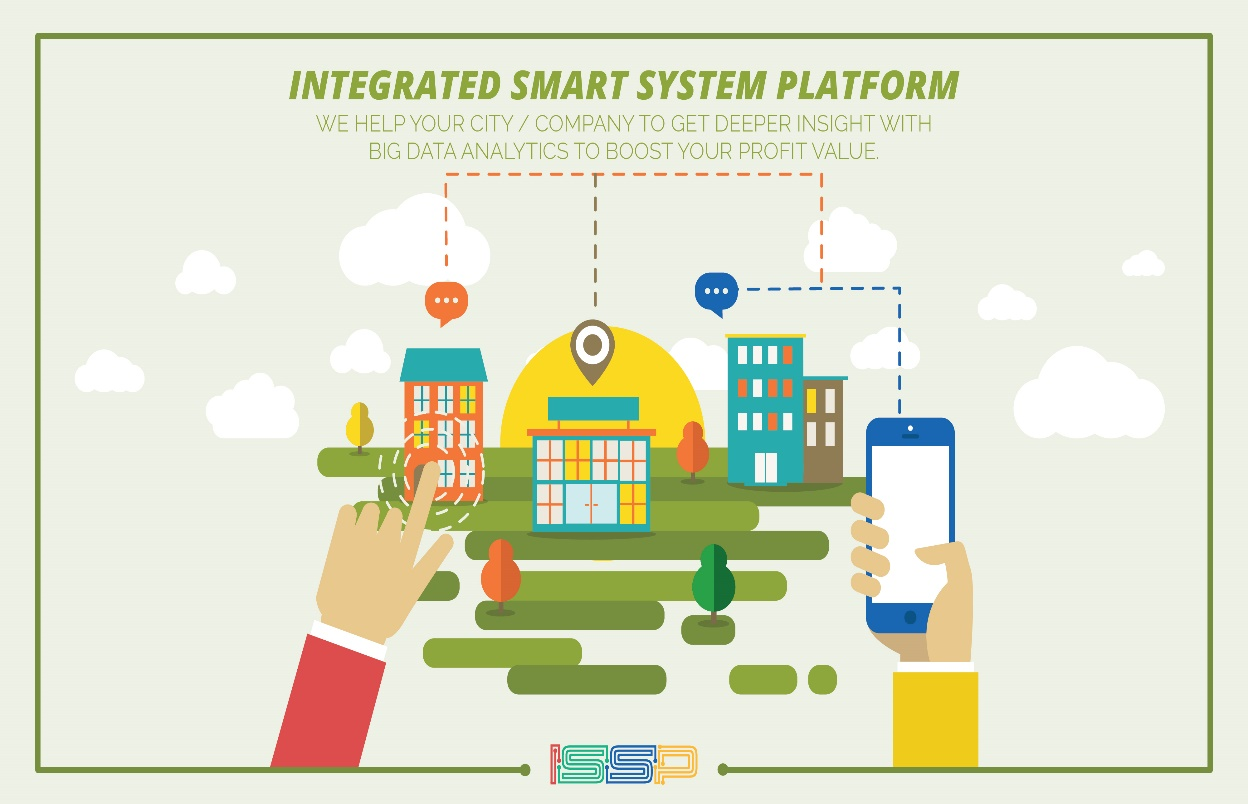 INTEGRATED SMART SYSTEM PLATFORM
WE HELP YOUR CITY / COMPANY TO GET DEEPER INSIGHT WITH
BIG DATA ANALYTICS TO BOOST YOUR PROFIT VALUE.
ISSP